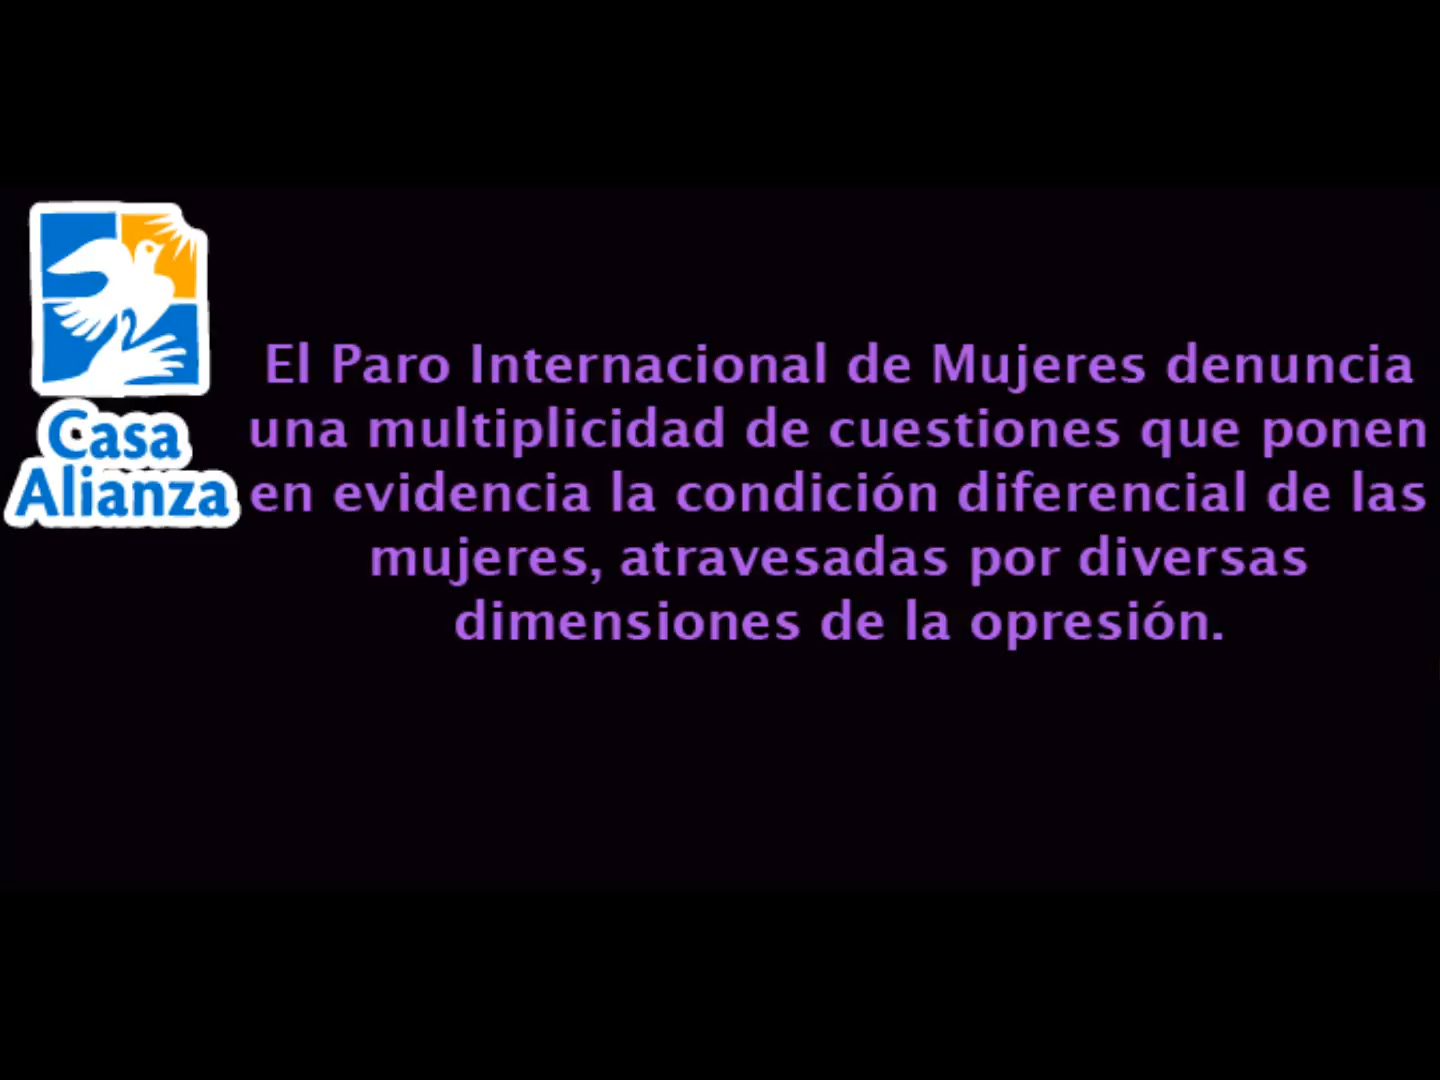 Casa
Alianza
El Paro Internacional de Mujeres denuncia
una multiplicidad de cuestiones que ponen
en evidencia la condición diferencial de las
mujeres, atravesadas por diversas
dimensiones de la opresión.